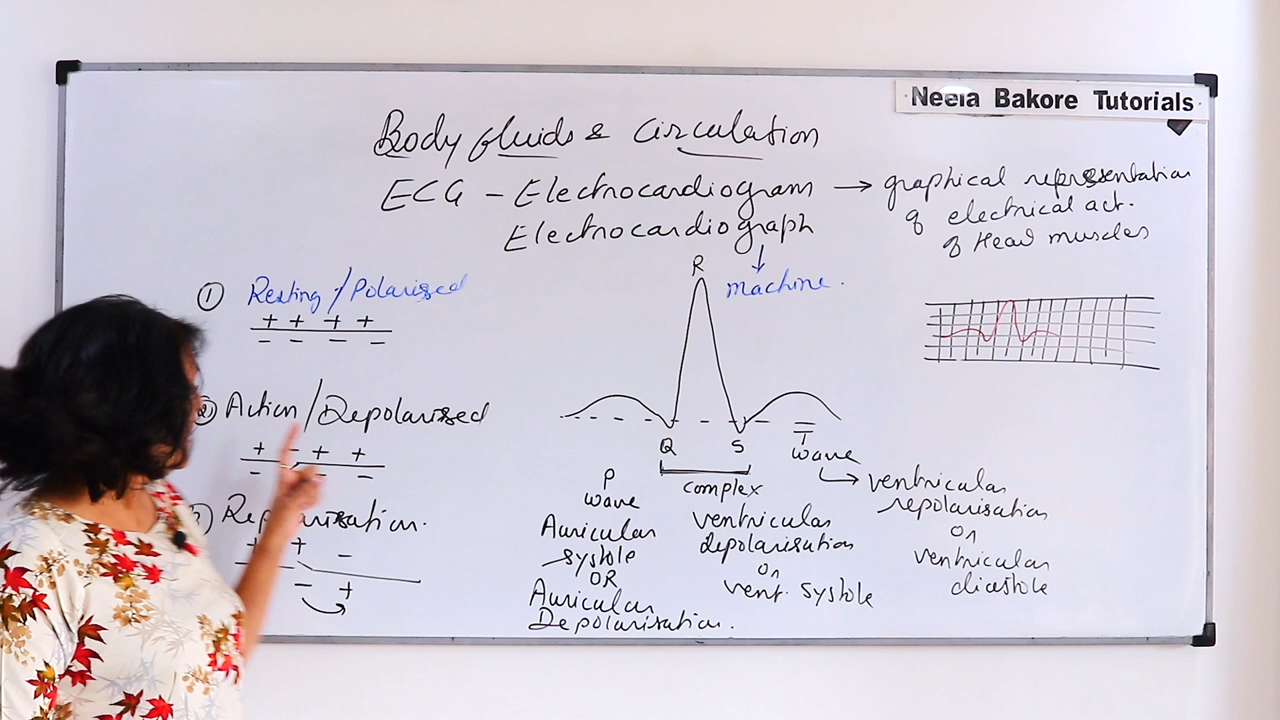 Neela Bakore Tutorials
Body fluids & Circulation
ECG - Electrocardiogram → graphical representation
of electrical act.
of Heart muscles
Electrocardiograph
↓
machine.
① Resting / Polarised
+ + + +
- - - -
② Action / Depolarised
+ - + +
- - -
Repolarisation.
+ + -
- +
R
Q S
P
wave
Auricular
systole
OR
Auricular
Depolarisation.
complex
ventricular
depolarisation
or
vent. systole
T
wave
→ ventricular
repolarisation
or
ventricular
diastole